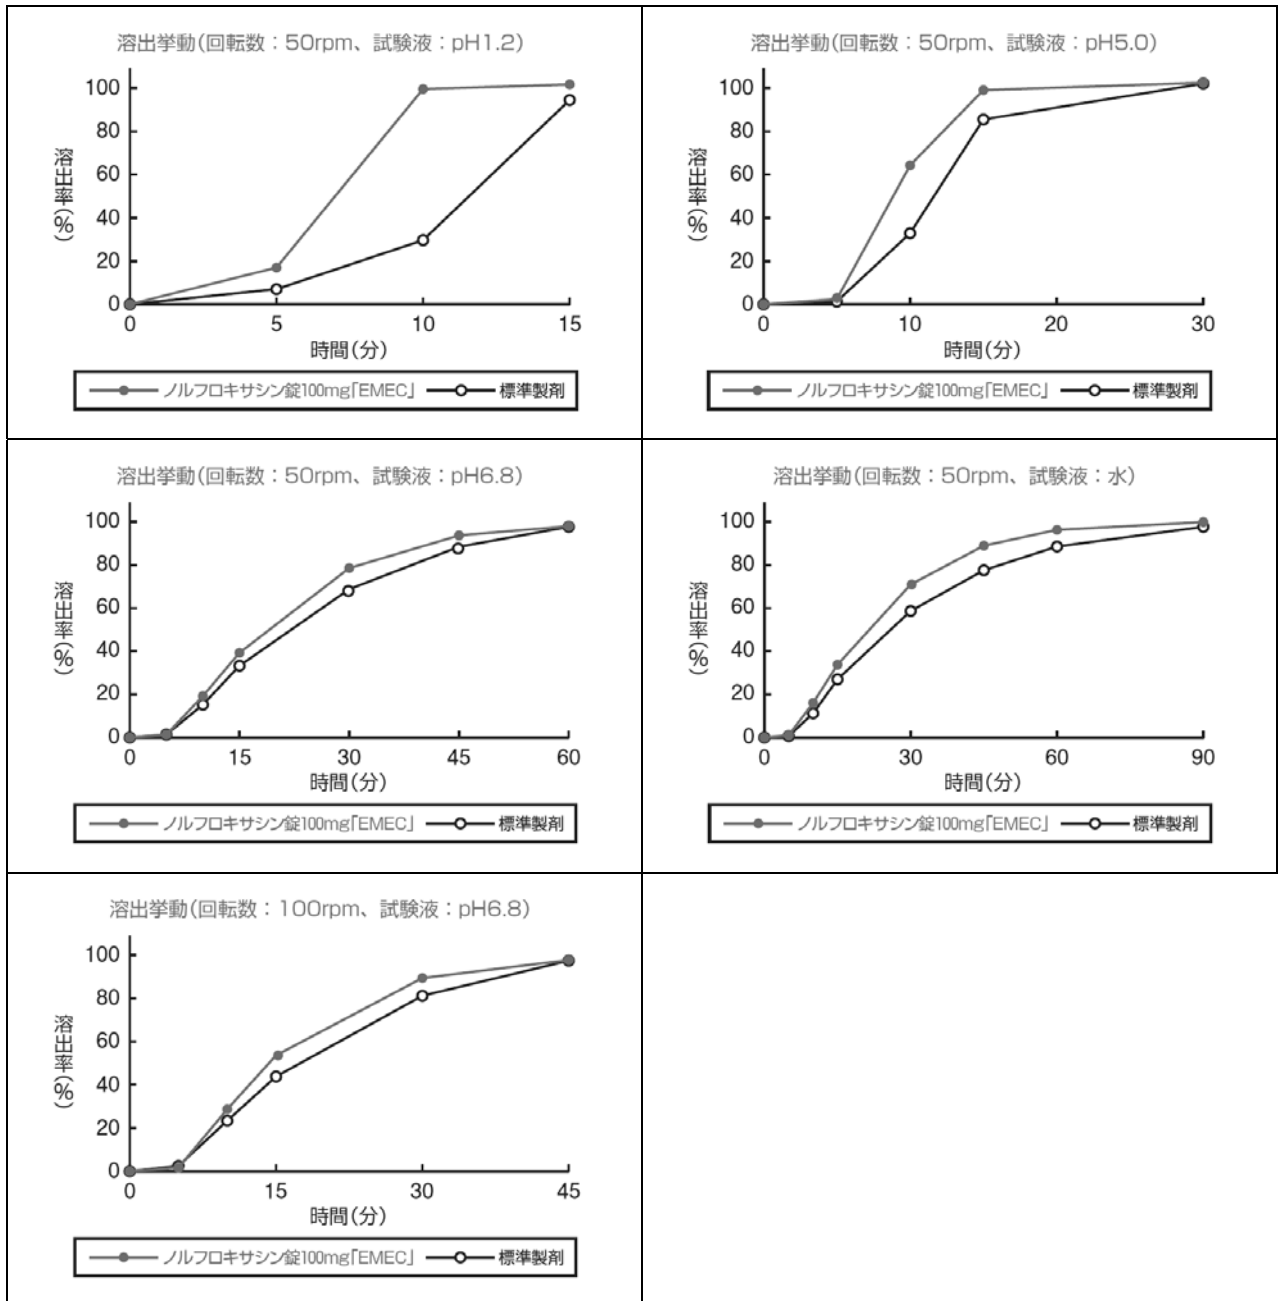 溶出挙動(回転数：50rpm、試験液：pH1.2)
溶出率(%)
100
80
60
40
20
0
0 5 10 15
時間(分)
ノルフロキサシン錠100mg「EMEC」 標準製剤
溶出挙動(回転数：50rpm、試験液：pH5.0)
溶出率(%)
100
80
60
40
20
0
0 10 20 30
時間(分)
ノルフロキサシン錠100mg「EMEC」 標準製剤
溶出挙動(回転数：50rpm、試験液：pH6.8)
溶出率(%)
100
80
60
40
20
0
0 15 30 45 60
時間(分)
ノルフロキサシン錠100mg「EMEC」 標準製剤
溶出挙動(回転数：50rpm、試験液：水)
溶出率(%)
100
80
60
40
20
0
0 30 60 90
時間(分)
ノルフロキサシン錠100mg「EMEC」 標準製剤
溶出挙動(回転数：100rpm、試験液：pH6.8)
溶出率(%)
100
80
60
40
20
0
0 15 30 45
時間(分)
ノルフロキサシン錠100mg「EMEC」 標準製剤